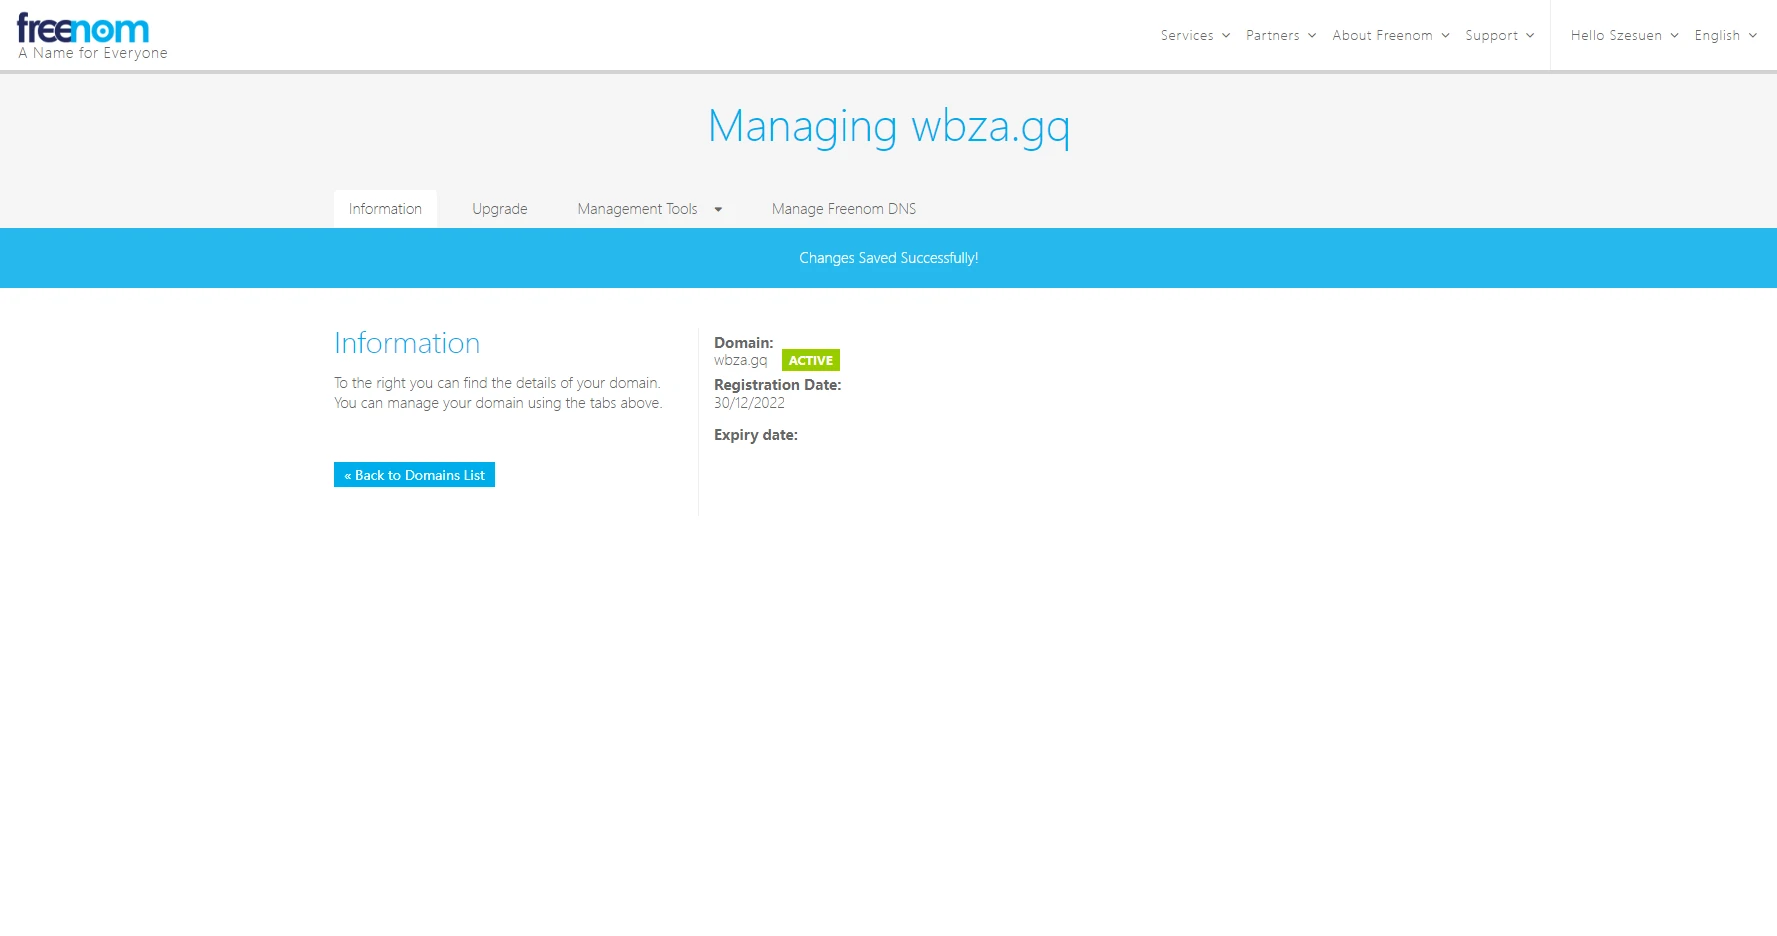 freenom
A Name for Everyone
Services Partners About Freenom Support Hello Szesuen English
Managing wbza.gq
Information Upgrade Management Tools Manage Freenom DNS
Changes Saved Successfully!
Information
To the right you can find the details of your domain.
You can manage your domain using the tabs above.
« Back to Domains List
Domain:
wbza.gq ACTIVE
Registration Date:
30/12/2022
Expiry date: